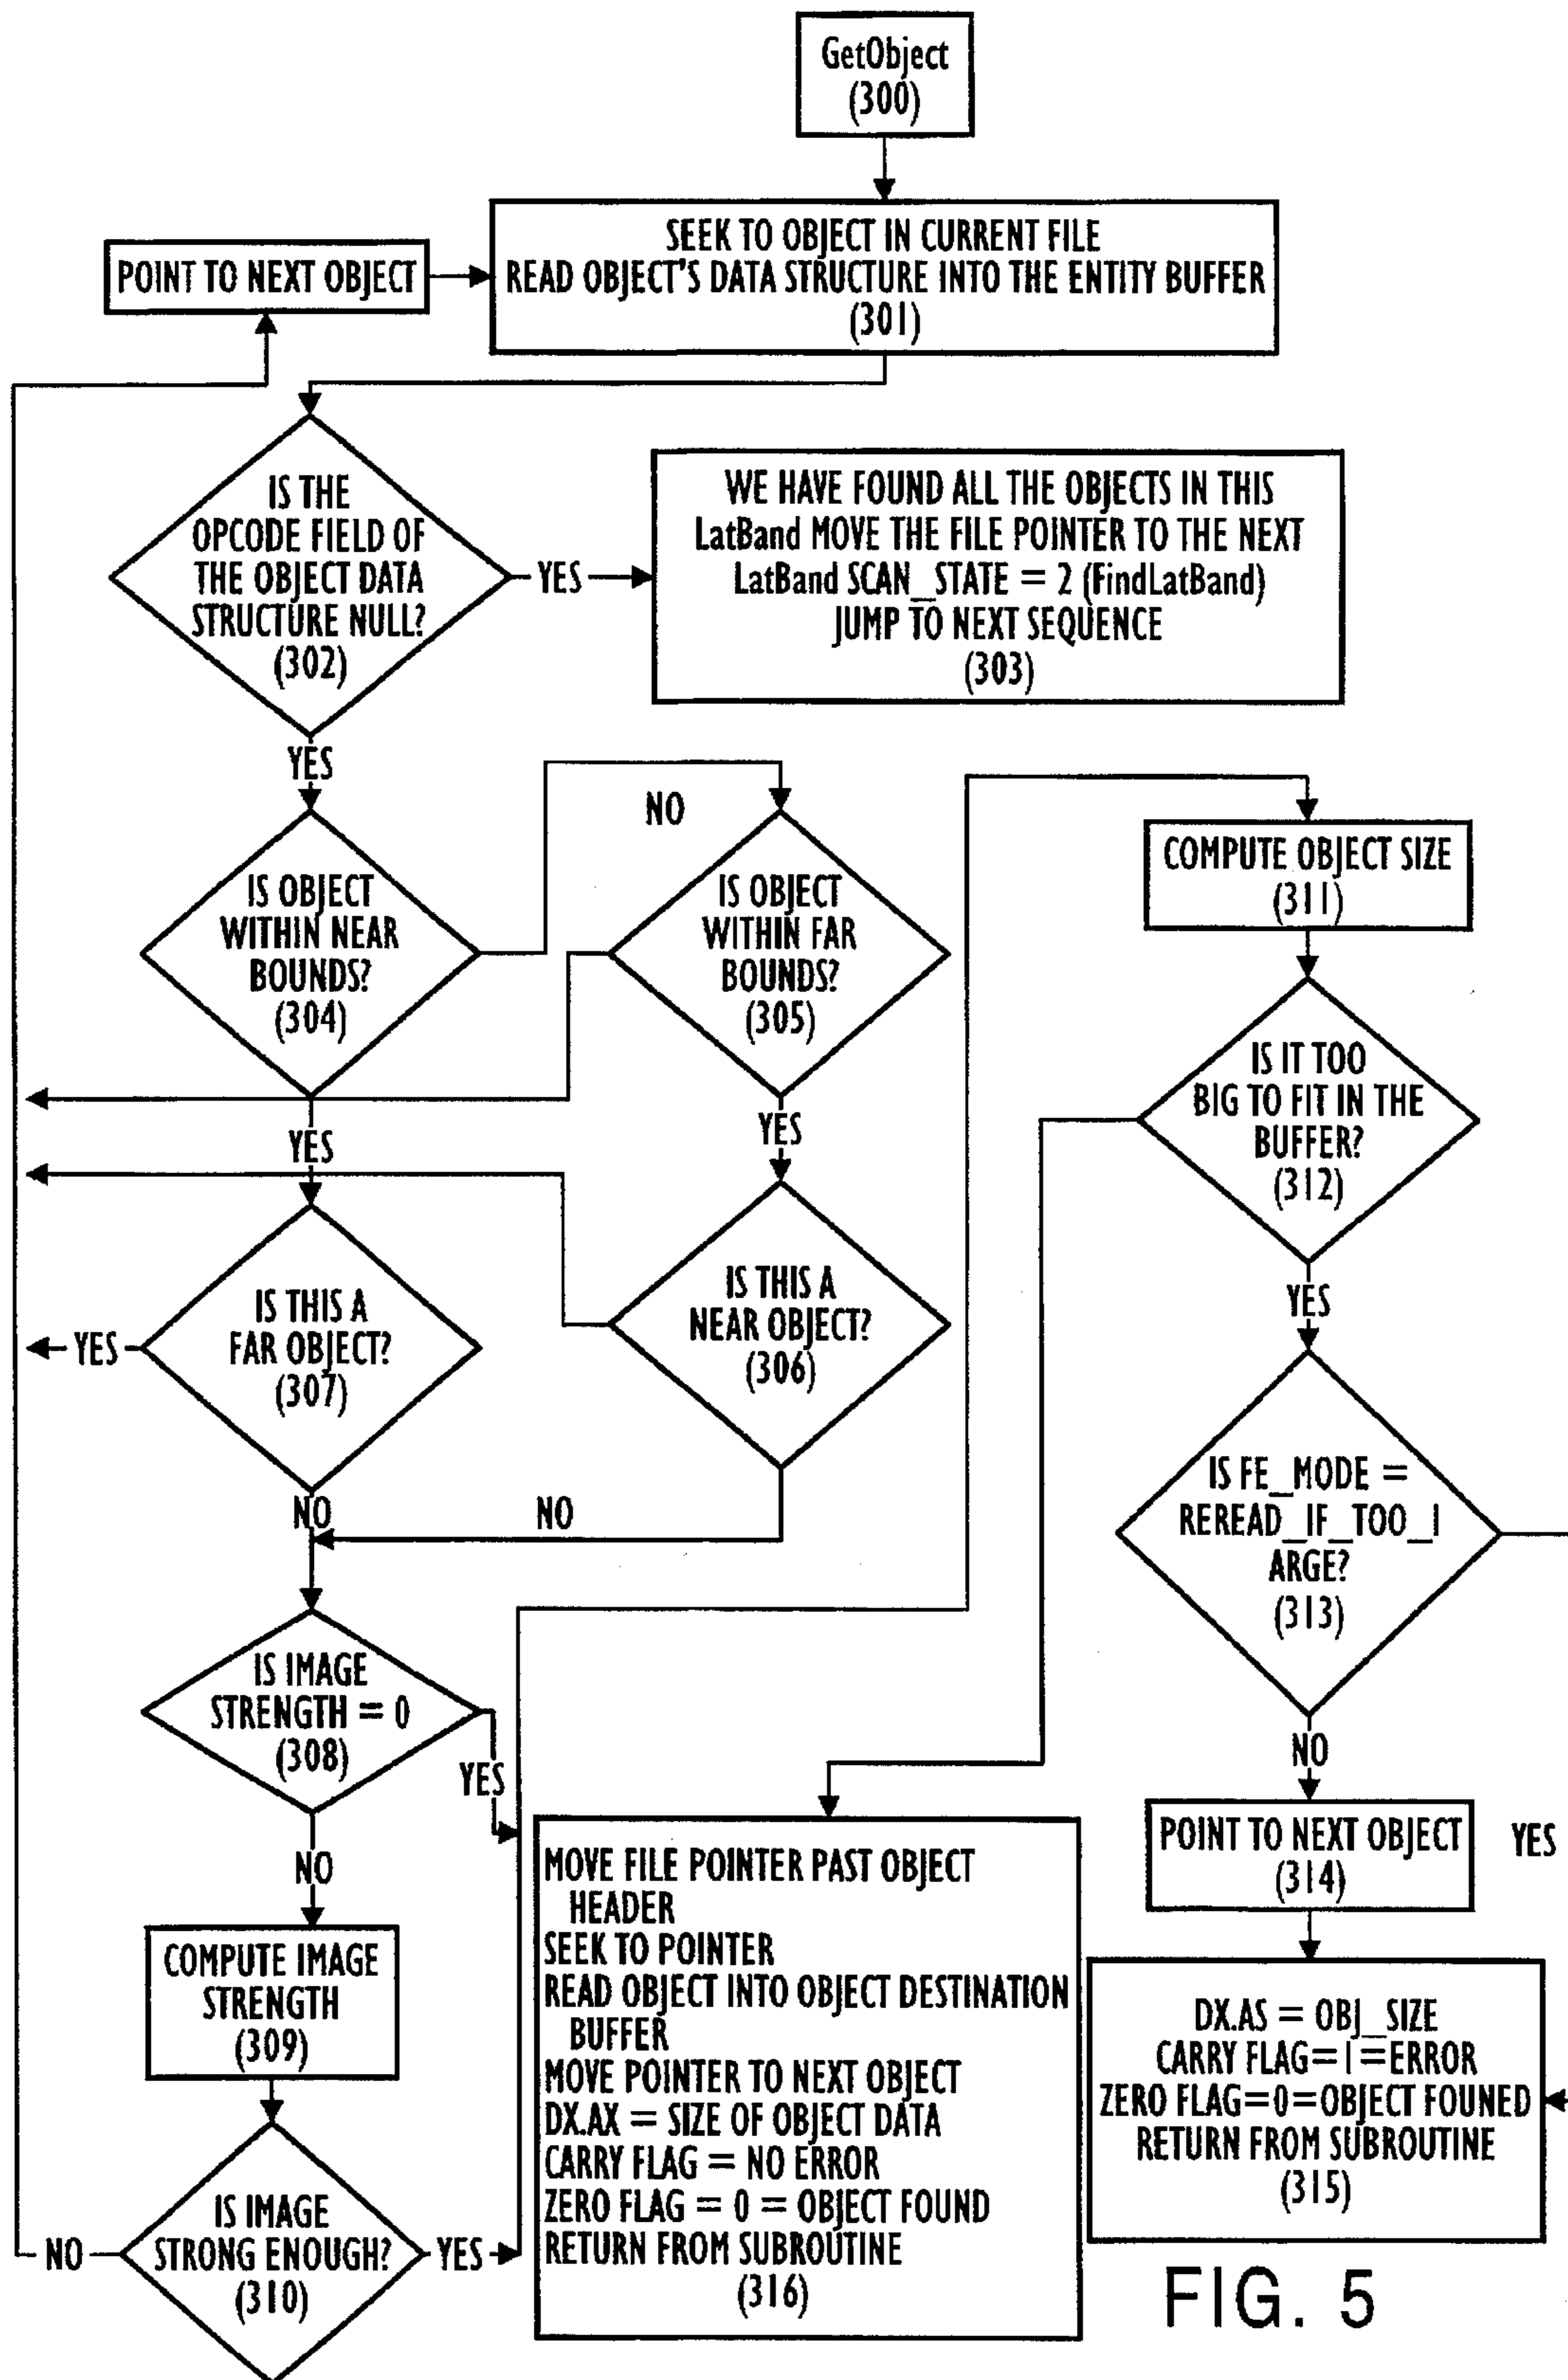 GetObject
(300)
SEEK TO OBJECT IN CURRENT FILE
READ OBJECT'S DATA STRUCTURE INTO THE ENTITY BUFFER
(301)
POINT TO NEXT OBJECT
IS THE
OPCODE FIELD OF
THE OBJECT DATA
STRUCTURE NULL?
(302)
YES
WE HAVE FOUND ALL THE OBJECTS IN THIS
LatBand MOVE THE FILE POINTER TO THE NEXT
LatBand SCAN_STATE = 2 (FindLatBand)
JUMP TO NEXT SEQUENCE
(303)
YES
IS OBJECT
WITHIN NEAR
BOUNDS?
(304)
NO
IS OBJECT
WITHIN FAR
BOUNDS?
(305)
YES
YES
IS THIS A
FAR OBJECT?
(307)
YES
NO
IS THIS A
NEAR OBJECT?
(306)
NO
IS IMAGE
STRENGTH = 0
(308)
YES
NO
COMPUTE IMAGE
STRENGTH
(309)
IS IMAGE
STRONG ENOUGH?
(310)
NO
YES
COMPUTE OBJECT SIZE
(311)
IS IT TOO
BIG TO FIT IN THE
BUFFER?
(312)
YES
IS FE_MODE =
REREAD_IF_TOO_I
ARGE?
(313)
NO
YES
POINT TO NEXT OBJECT
(314)
DX.AS = OBJ_SIZE
CARRY FLAG=1=ERROR
ZERO FLAG=0=OBJECT FOUNED
RETURN FROM SUBROUTINE
(315)
MOVE FILE POINTER PAST OBJECT
HEADER
SEEK TO POINTER
READ OBJECT INTO OBJECT DESTINATION
BUFFER
MOVE POINTER TO NEXT OBJECT
DX.AX = SIZE OF OBJECT DATA
CARRY FLAG = NO ERROR
ZERO FLAG = 0 = OBJECT FOUND
RETURN FROM SUBROUTINE
(316)
FIG. 5